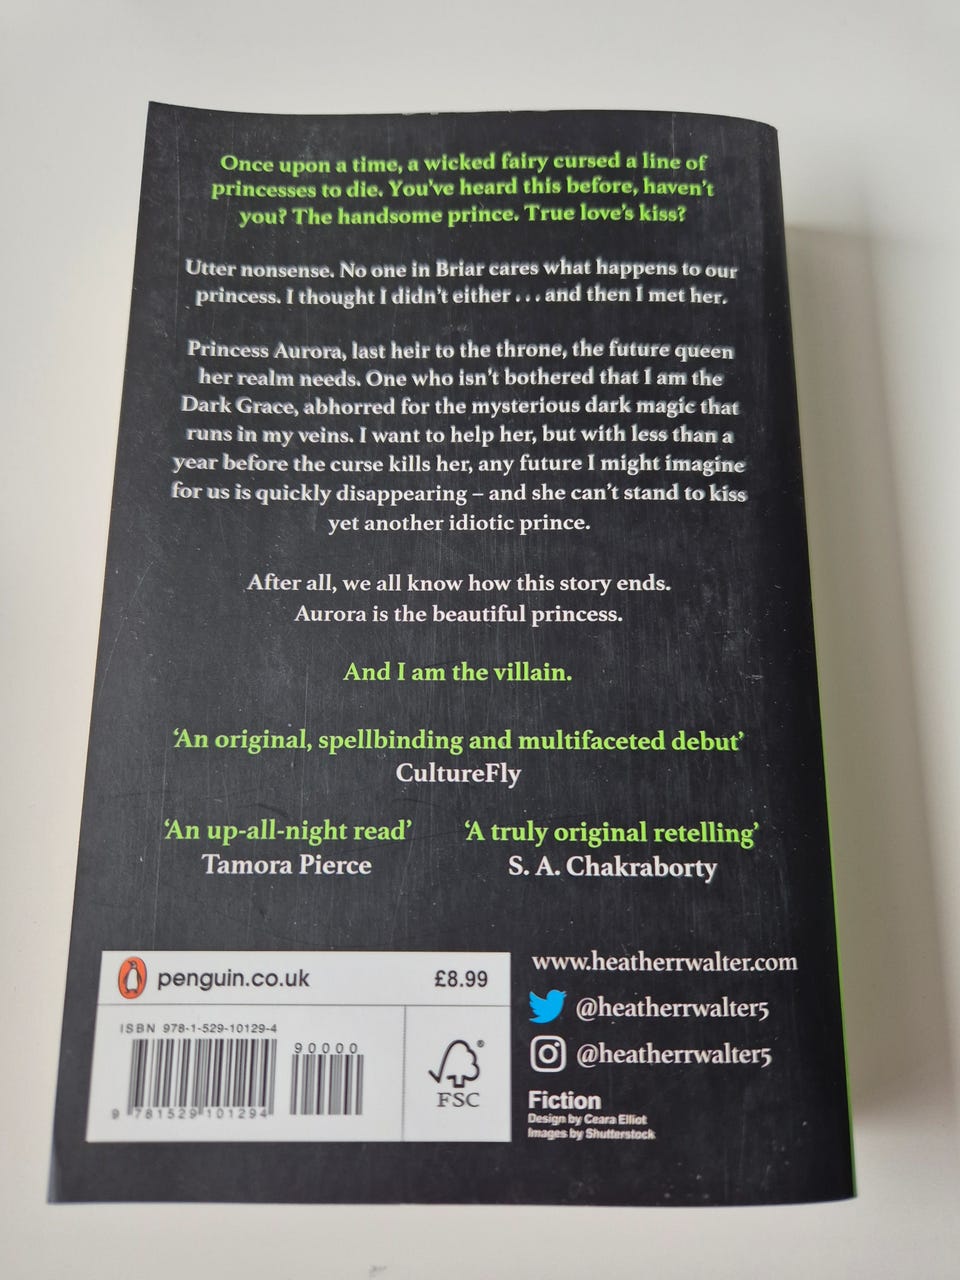 Once upon a time, a wicked fairy cursed a line of
princesses to die. You've heard this before, haven't
you? The handsome prince. True love's kiss?
Utter nonsense. No one in Briar cares what happens to our
princess. I thought I didn't either ... and then I met her.
Princess Aurora, last heir to the throne, the future queen
her realm needs. One who isn't bothered that I am the
Dark Grace, abhorred for the mysterious dark magic that
runs in my veins. I want to help her, but with less than a
year before the curse kills her, any future I might imagine
for us is quickly disappearing – and she can't stand to kiss
yet another idiotic prince.
After all, we all know how this story ends.
Aurora is the beautiful princess.
And I am the villain.
'An original, spellbinding and multifaceted debut'
CultureFly
'An up-all-night read'
Tamora Pierce
'A truly original retelling'
S. A. Chakraborty
penguin.co.uk £8.99
ISBN 978-1-529-10129-4
90000
9 781529 101294
FSC®
www.heatherrwalter.com
@heatherrwalter5
@heatherrwalter5
Fiction
Design by Ceara Elliot
Images by Shutterstock